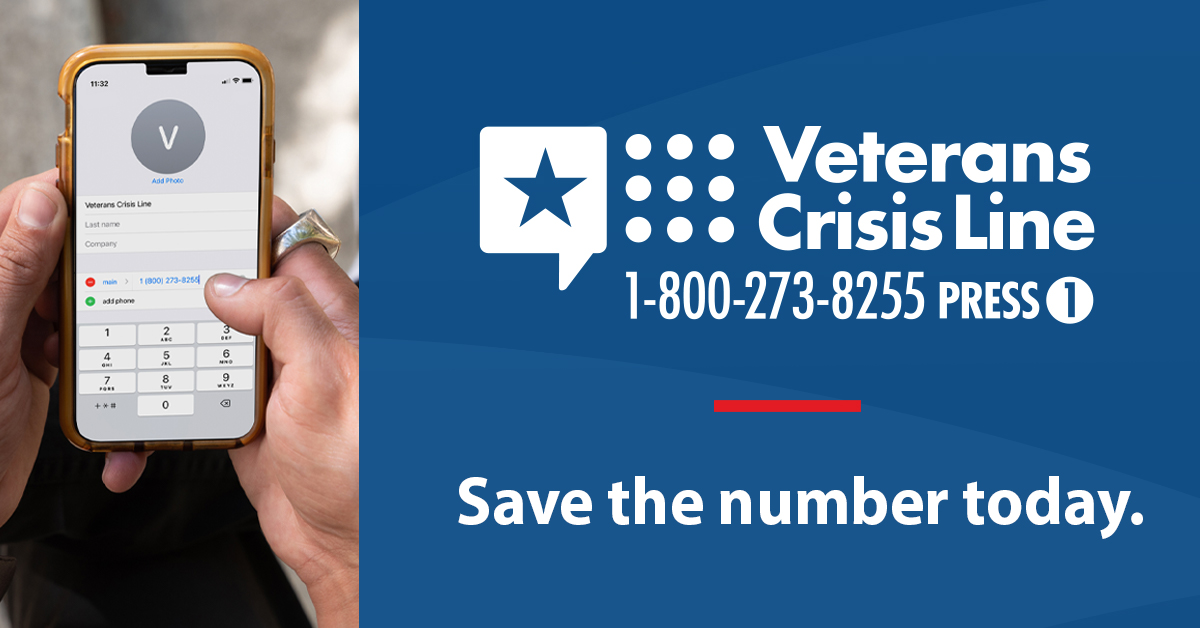 11:32
V
Add Photo
Veterans Crisis Line
Last name
Company
main 1 (800) 273-8255
add phone
1
2
ABC
3
DEF
4
GHI
5
JKL
6
MNO
7
PQRS
8
TUV
9
WXYZ
+*#
0
Veterans
Crisis Line
1-800-273-8255 PRESS 1
Save the number today.